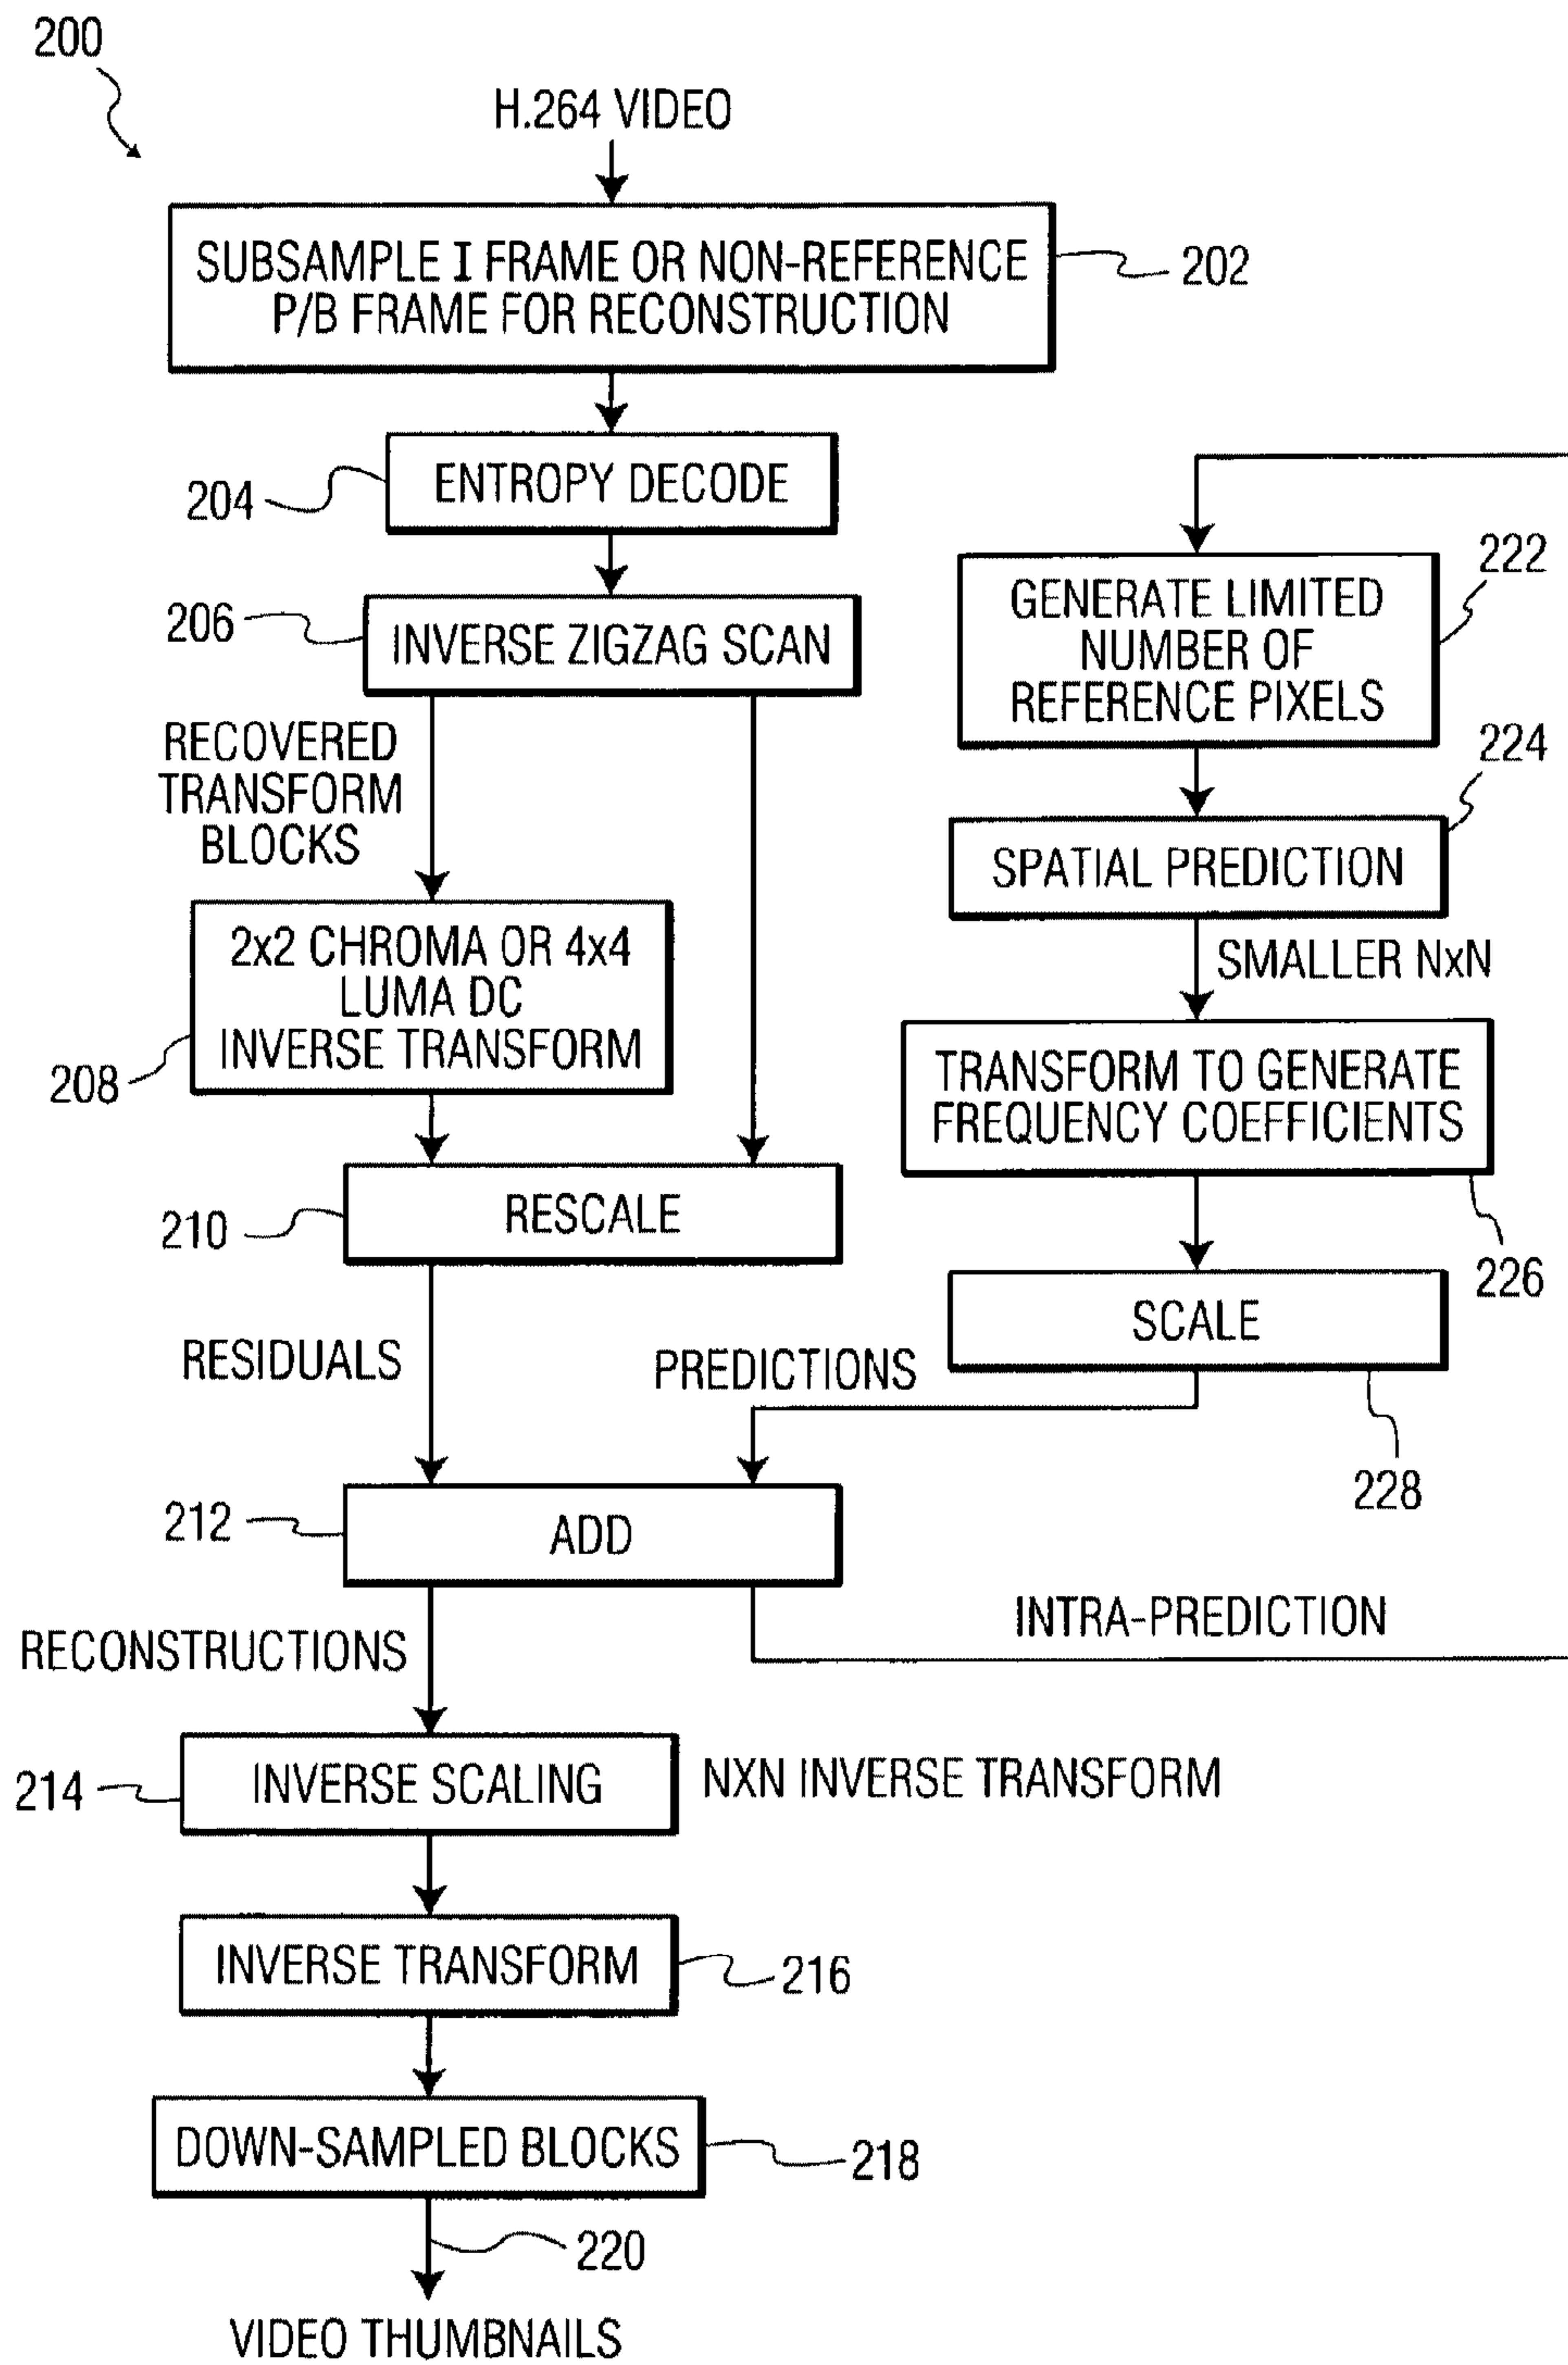 200
H.264 VIDEO
SUBSAMPLE I FRAME OR NON-REFERENCE
P/B FRAME FOR RECONSTRUCTION
202
ENTROPY DECODE
204
INVERSE ZIGZAG SCAN
206
RECOVERED
TRANSFORM
BLOCKS
2x2 CHROMA OR 4x4
LUMA DC
INVERSE TRANSFORM
208
RESCALE
210
RESIDUALS
PREDICTIONS
ADD
212
RECONSTRUCTIONS
INTRA-PREDICTION
INVERSE SCALING
214
NXN INVERSE TRANSFORM
INVERSE TRANSFORM
216
DOWN-SAMPLED BLOCKS
218
220
VIDEO THUMBNAILS
222
GENERATE LIMITED
NUMBER OF
REFERENCE PIXELS
224
SPATIAL PREDICTION
SMALLER NxN
TRANSFORM TO GENERATE
FREQUENCY COEFFICIENTS
226
SCALE
228